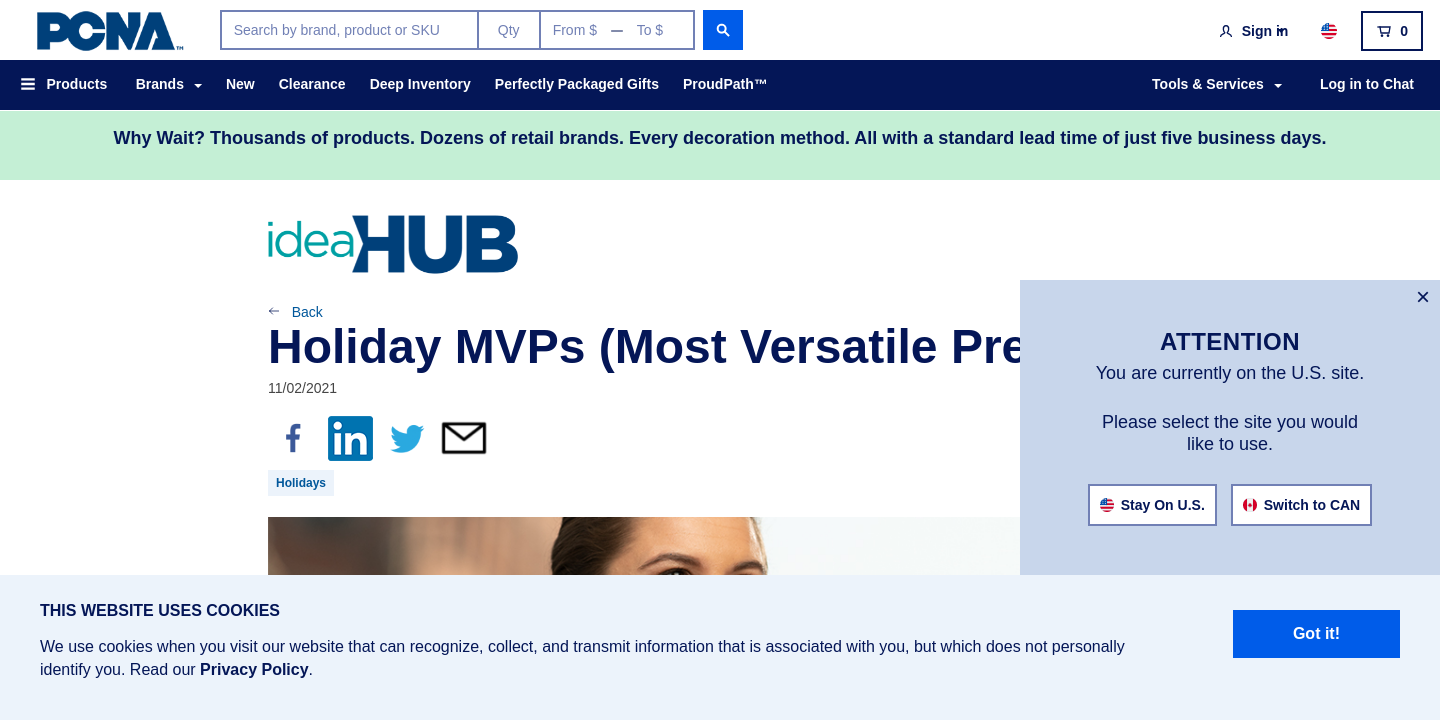 PCNA™
Search by brand, product or SKU
Qty
From $ — To $
Sign in
0
Products
Brands
New
Clearance
Deep Inventory
Perfectly Packaged Gifts
ProudPath™
Tools & Services
Log in to Chat
Why Wait? Thousands of products. Dozens of retail brands. Every decoration method. All with a standard lead time of just five business days.
ideaHUB
Back
Holiday MVPs (Most Versatile Pre
11/02/2021
f
in
Holidays
×
ATTENTION
You are currently on the U.S. site.
Please select the site you would
like to use.
Stay On U.S.
Switch to CAN
THIS WEBSITE USES COOKIES
We use cookies when you visit our website that can recognize, collect, and transmit information that is associated with you, but which does not personally
identify you. Read our Privacy Policy.
Got it!